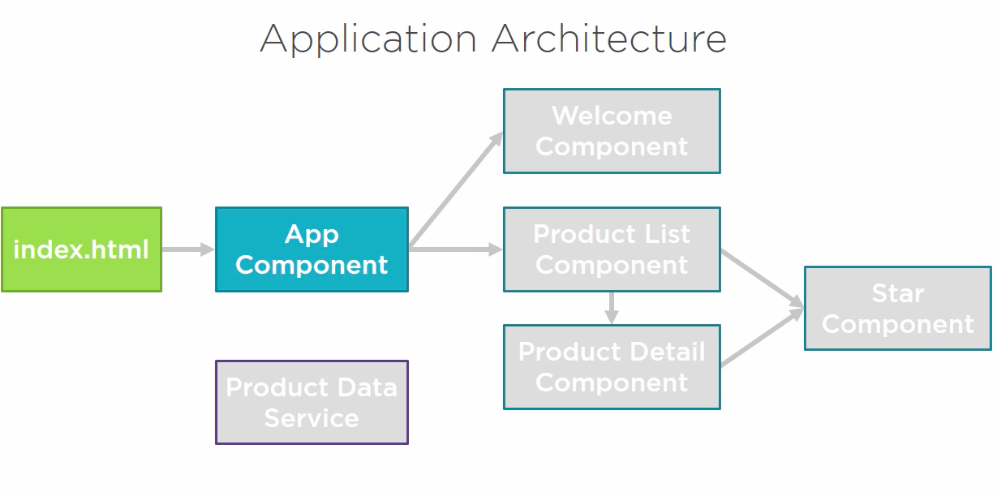 Application Architecture
Welcome
Component
index.html
App
Component
Product List
Component
Star
Component
Product Detail
Component
Product Data
Service